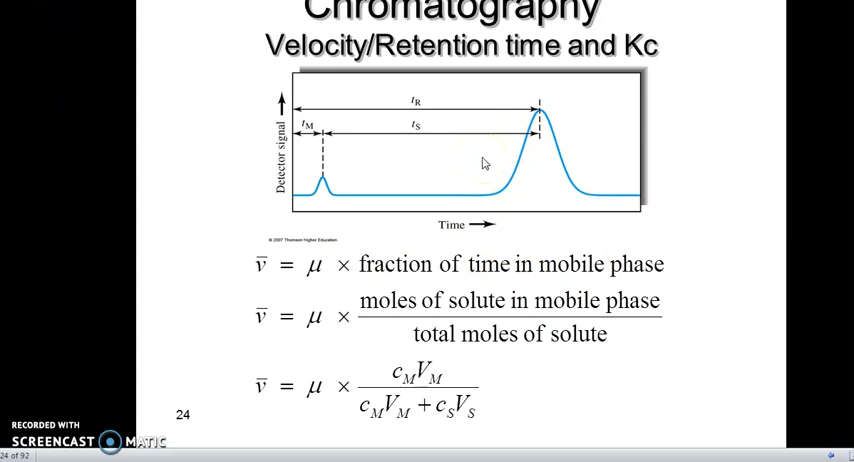 Chromatography
Velocity/Retention time and Kc
tR
tM
tS
Detector signal
Time
© 2007 Thomson Higher Education
v̄ = μ × fraction of time in mobile phase
v̄ = μ × moles of solute in mobile phase / total moles of solute
v̄ = μ × cMVM / cMVM + cSVS
24
RECORDED WITH
SCREENCAST MATIC
24 of 92